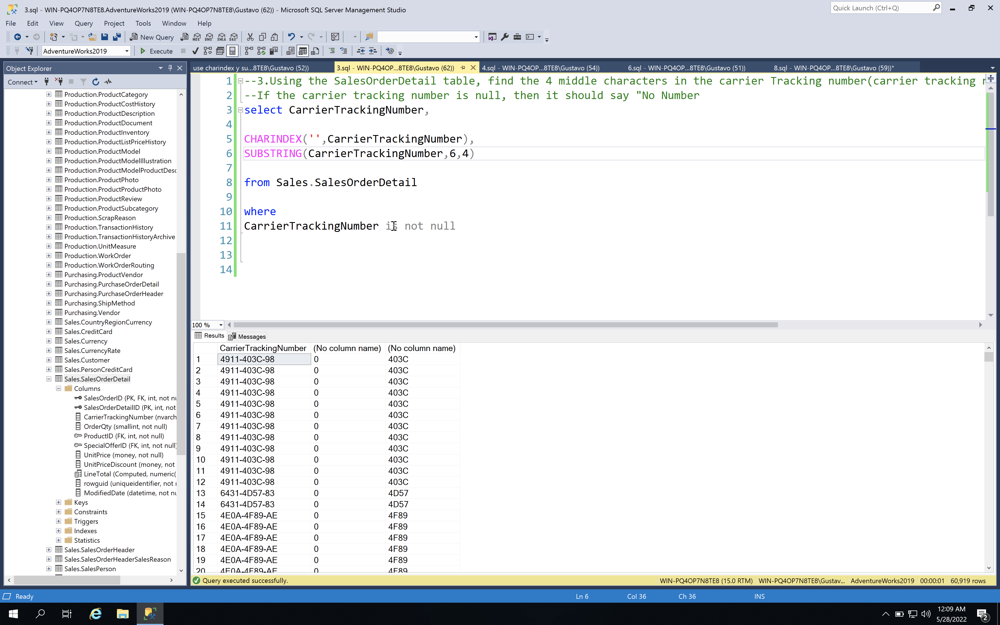 3.sql - WIN-PQ4OP7N8TE8.AdventureWorks2019 (WIN-PQ4OP7N8TE8\Gustavo (62)) - Microsoft SQL Server Management Studio
Quick Launch (Ctrl+Q)
File Edit View Query Project Tools Window Help
New Query MDX DMX XMLA DAX
AdventureWorks2019 Execute
Object Explorer
use charindex y su...8TE8\Gustavo (52)) 3.sql - WIN-PQ4OP...8TE8\Gustavo (62)) 4.sql - WIN-PQ4OP...8TE8\Gustavo (54)) 6.sql - WIN-PQ4OP...8TE8\Gustavo (51)) 8.sql - WIN-PQ4OP...8TE8\Gustavo (59))*
Connect
Production.ProductCategory
Production.ProductCostHistory
Production.ProductDescription
Production.ProductDocument
Production.ProductInventory
Production.ProductListPriceHistory
Production.ProductModel
Production.ProductModelIllustration
Production.ProductModelProductDesc
Production.ProductPhoto
Production.ProductProductPhoto
Production.ProductReview
Production.ProductSubcategory
Production.ScrapReason
Production.TransactionHistory
Production.TransactionHistoryArchive
Production.UnitMeasure
Production.WorkOrder
Production.WorkOrderRouting
Purchasing.ProductVendor
Purchasing.PurchaseOrderDetail
Purchasing.PurchaseOrderHeader
Purchasing.ShipMethod
Purchasing.Vendor
Sales.CountryRegionCurrency
Sales.CreditCard
Sales.Currency
Sales.CurrencyRate
Sales.Customer
Sales.PersonCreditCard
Sales.SalesOrderDetail
Columns
SalesOrderID (PK, FK, int, not nu
SalesOrderDetailID (PK, int, not
CarrierTrackingNumber (nvarch
OrderQty (smallint, not null)
ProductID (FK, int, not null)
SpecialOfferID (FK, int, not null)
UnitPrice (money, not null)
UnitPriceDiscount (money, not
LineTotal (Computed, numeric(
rowguid (uniqueidentifier, not
ModifiedDate (datetime, not nu
Keys
Constraints
Triggers
Indexes
Statistics
Sales.SalesOrderHeader
Sales.SalesOrderHeaderSalesReason
Sales.SalesPerson
1 --3.Using the SalesOrderDetail table, find the 4 middle characters in the carrier Tracking number(carrier tracking
2 --If the carrier tracking number is null, then it should say "No Number
3 select CarrierTrackingNumber,
4
5 CHARINDEX('',CarrierTrackingNumber),
6 SUBSTRING(CarrierTrackingNumber,6,4)
7
8 from Sales.SalesOrderDetail
9
10 where
11 CarrierTrackingNumber is not null
12
13
14
100 %
Results Messages
CarrierTrackingNumber (No column name) (No column name)
1 4911-403C-98 0 403C
2 4911-403C-98 0 403C
3 4911-403C-98 0 403C
4 4911-403C-98 0 403C
5 4911-403C-98 0 403C
6 4911-403C-98 0 403C
7 4911-403C-98 0 403C
8 4911-403C-98 0 403C
9 4911-403C-98 0 403C
10 4911-403C-98 0 403C
11 4911-403C-98 0 403C
12 4911-403C-98 0 403C
13 6431-4D57-83 0 4D57
14 6431-4D57-83 0 4D57
15 4E0A-4F89-AE 0 4F89
16 4E0A-4F89-AE 0 4F89
17 4E0A-4F89-AE 0 4F89
18 4E0A-4F89-AE 0 4F89
19 4E0A-4F89-AE 0 4F89
20 4E0A-4F89-AE 0 4F89
Query executed successfully. WIN-PQ4OP7N8TE8 (15.0 RTM) WIN-PQ4OP7N8TE8\Gustav... AdventureWorks2019 00:00:01 60,919 rows
Ready Ln 6 Col 36 Ch 36 INS
12:09 AM
5/28/2022
2